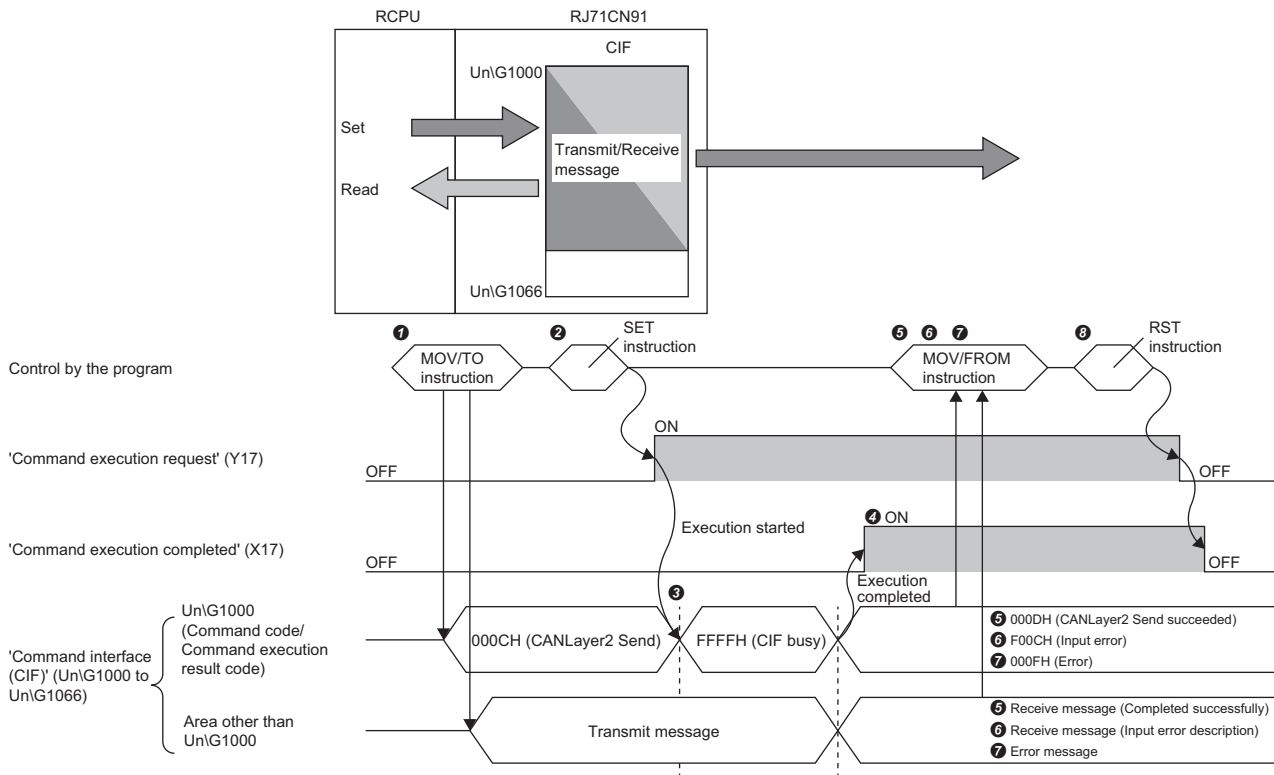 RCPU
RJ71CN91
CIF
Un\G1000
Set
Transmit/Receive
message
Read
Un\G1066
❶
❷
SET
instruction
❺ ❻ ❼
❽
RST
instruction
Control by the program
MOV/TO
instruction
MOV/FROM
instruction
ON
'Command execution request' (Y17)
OFF
OFF
Execution started
❹ ON
'Command execution completed' (X17)
OFF
OFF
Execution
completed
❸
Un\G1000
(Command code/
Command execution
result code)
000CH (CANLayer2 Send)
FFFFH (CIF busy)
❺ 000DH (CANLayer2 Send succeeded)
❻ F00CH (Input error)
❼ 000FH (Error)
'Command interface
(CIF)' (Un\G1000 to
Un\G1066)
Area other than
Un\G1000
Transmit message
❺ Receive message (Completed successfully)
❻ Receive message (Input error description)
❼ Error message